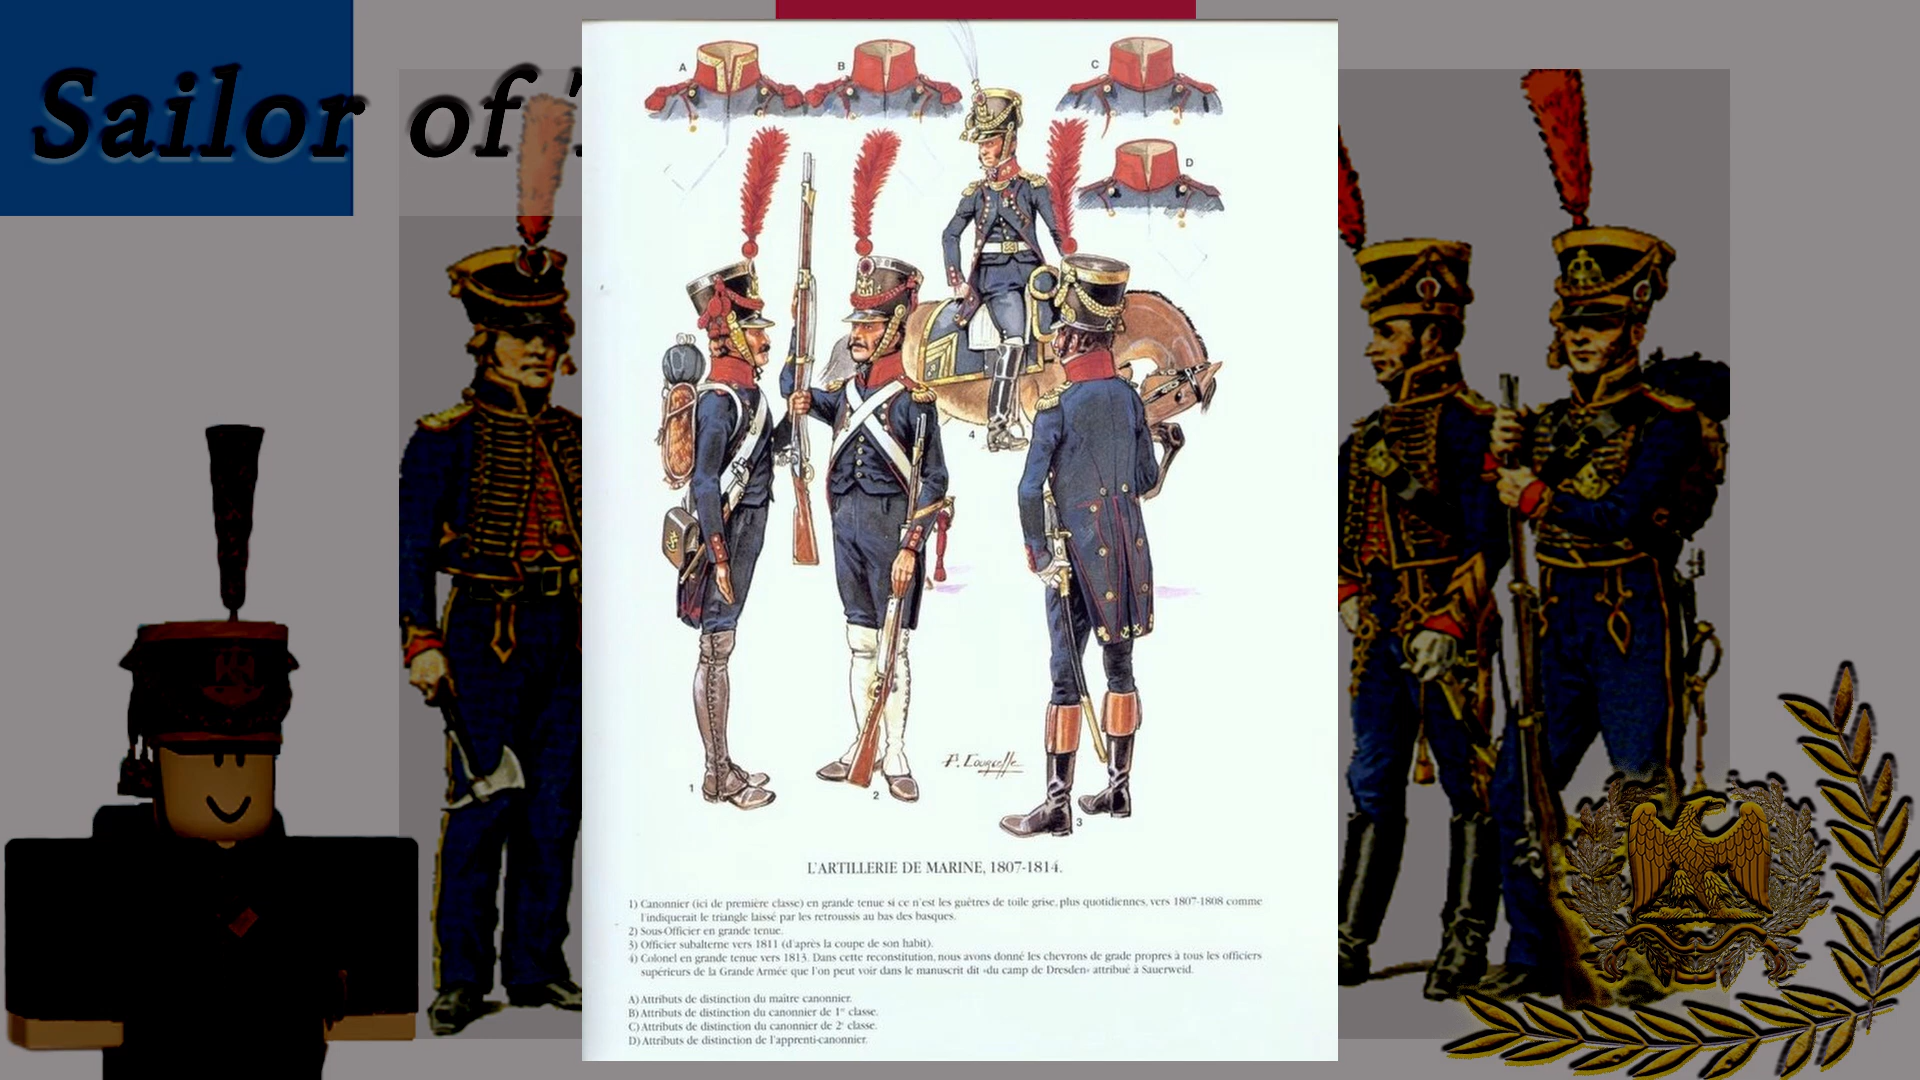 Sailor of
A
B
C
D
4
P. Courcelle
1
2
3
L'ARTILLERIE DE MARINE, 1807-1814.
1) Canonnier (ici de première classe) en grande tenue si ce n'est les guêtres de toile grise, plus quotidiennes, vers 1807-1808 comme
l'indiquerait le triangle laissé par les retroussis au bas des basques.
2) Sous-Officier en grande tenue.
3) Officier subalterne vers 1811 (d'après la coupe de son habit).
4) Colonel en grande tenue vers 1813. Dans cette reconstitution, nous avons donné les chevrons de grade propres à tous les officiers
supérieurs de la Grande Armée que l'on peut voir dans le manuscrit dit «du camp de Dresden» attribué à Sauerweid.
A) Attributs de distinction du maître canonnier.
B) Attributs de distinction du canonnier de 1re classe.
C) Attributs de distinction du canonnier de 2e classe.
D) Attributs de distinction de l'apprenti-canonnier.